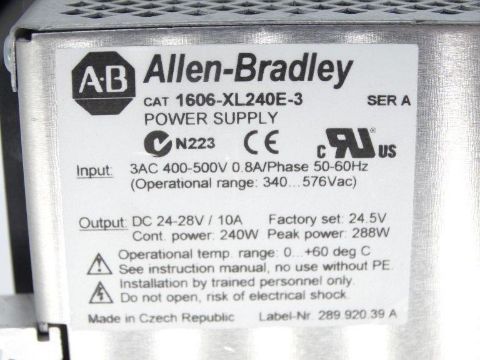 A-B Allen-Bradley
CAT 1606-XL240E-3 SER A
POWER SUPPLY
N223 CE c RU US
Input: 3AC 400-500V 0.8A/Phase 50-60Hz
(Operational range: 340...576Vac)
Output: DC 24-28V / 10A Factory set: 24.5V
Cont. power: 240W Peak power: 288W
Operational temp. range: 0...+60 deg C
See instruction manual, no use without PE.
Installation by trained personnel only.
Do not open, risk of electrical shock.
Made in Czech Republic Label-Nr. 289.920.39 A